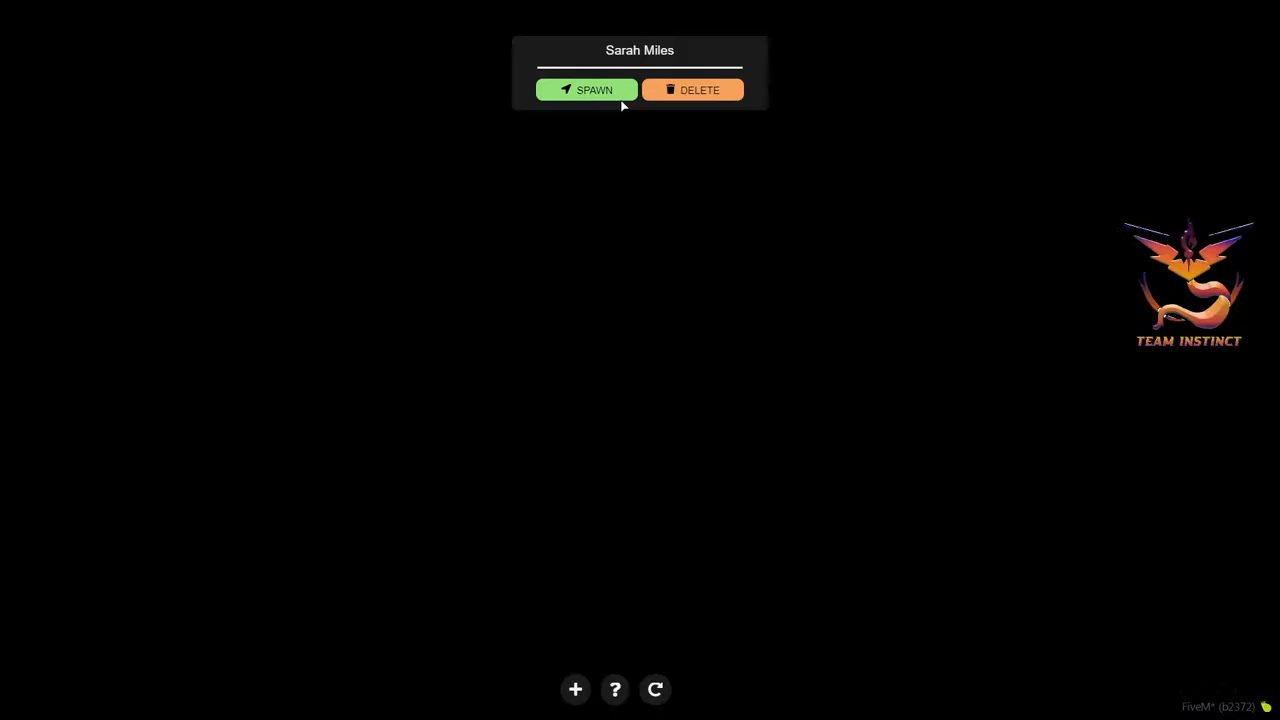 Sarah Miles
SPAWN
DELETE
TEAM INSTINCT
+ ?
FiveM* (b2372)